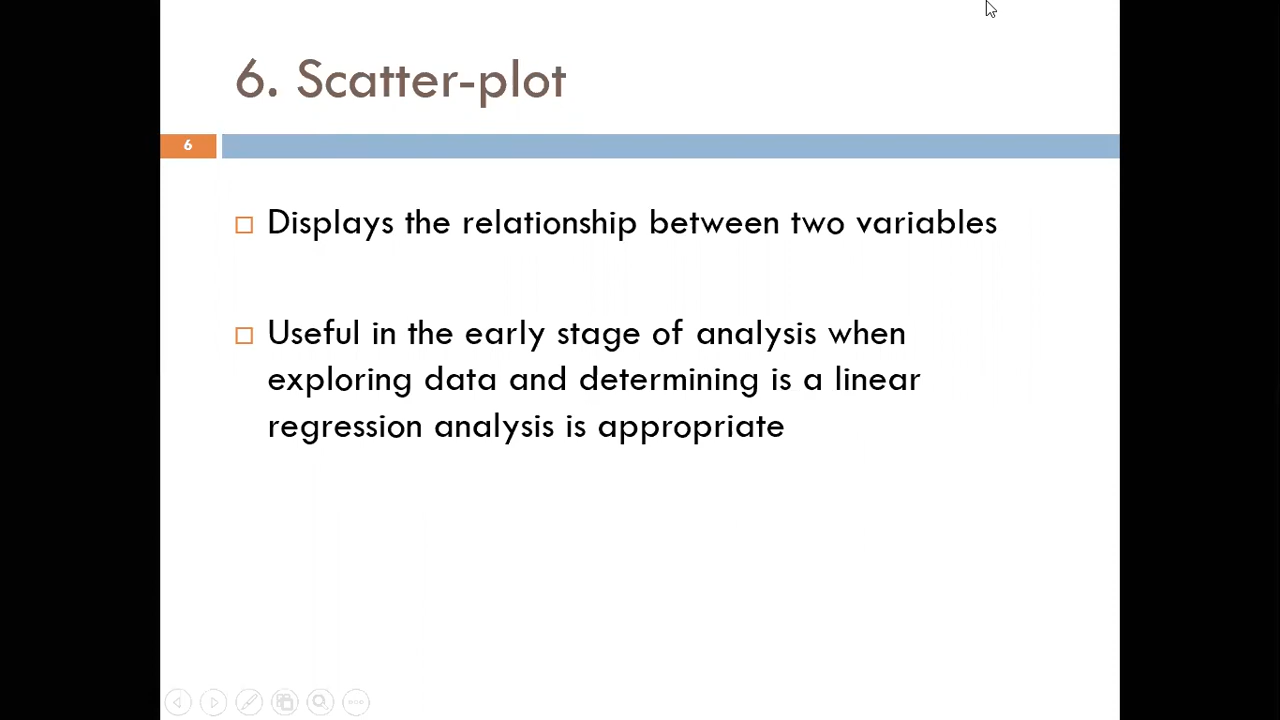 6. Scatter-plot
6
Displays the relationship between two variables
Useful in the early stage of analysis when
exploring data and determining is a linear
regression analysis is appropriate